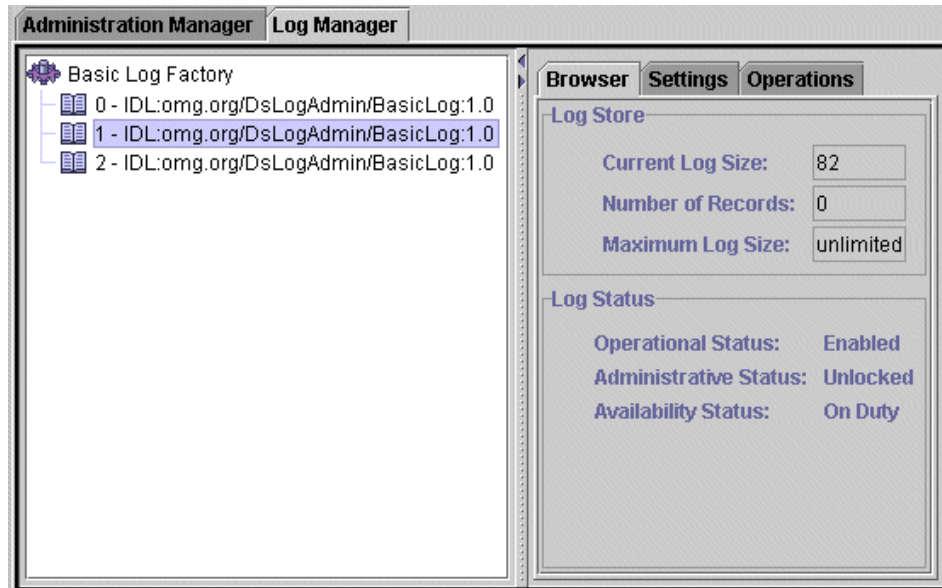 Administration Manager Log Manager
Basic Log Factory
0 - IDL:omg.org/DsLogAdmin/BasicLog:1.0
1 - IDL:omg.org/DsLogAdmin/BasicLog:1.0
2 - IDL:omg.org/DsLogAdmin/BasicLog:1.0
Browser Settings Operations
Log Store
Current Log Size: 82
Number of Records: 0
Maximum Log Size: unlimited
Log Status
Operational Status: Enabled
Administrative Status: Unlocked
Availability Status: On Duty